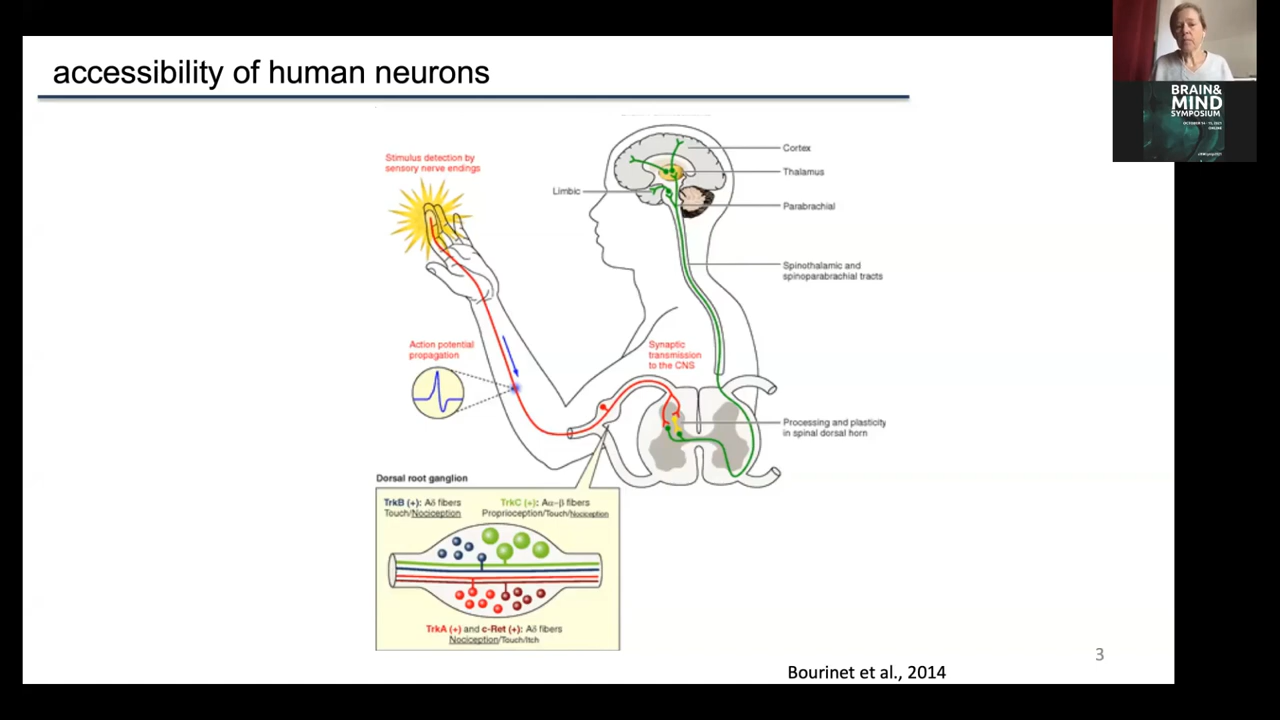 accessibility of human neurons
BRAIN&
MIND
SYMPOSIUM
ONLINE
Stimulus detection by
sensory nerve endings
Cortex
Thalamus
Limbic
Parabrachial
Spinothalamic and
spinoparabrachial tracts
Action potential
propagation
Synaptic
transmission
to the CNS
Processing and plasticity
in spinal dorsal horn
Dorsal root ganglion
TrkB (+): Aδ fibers
Touch/Nociception
TrkC (+): Aα–β fibers
Proprioception/Touch/Nociception
TrkA (+) and c-Ret (+): Aδ fibers
Nociception/Touch/Itch
3
Bourinet et al., 2014